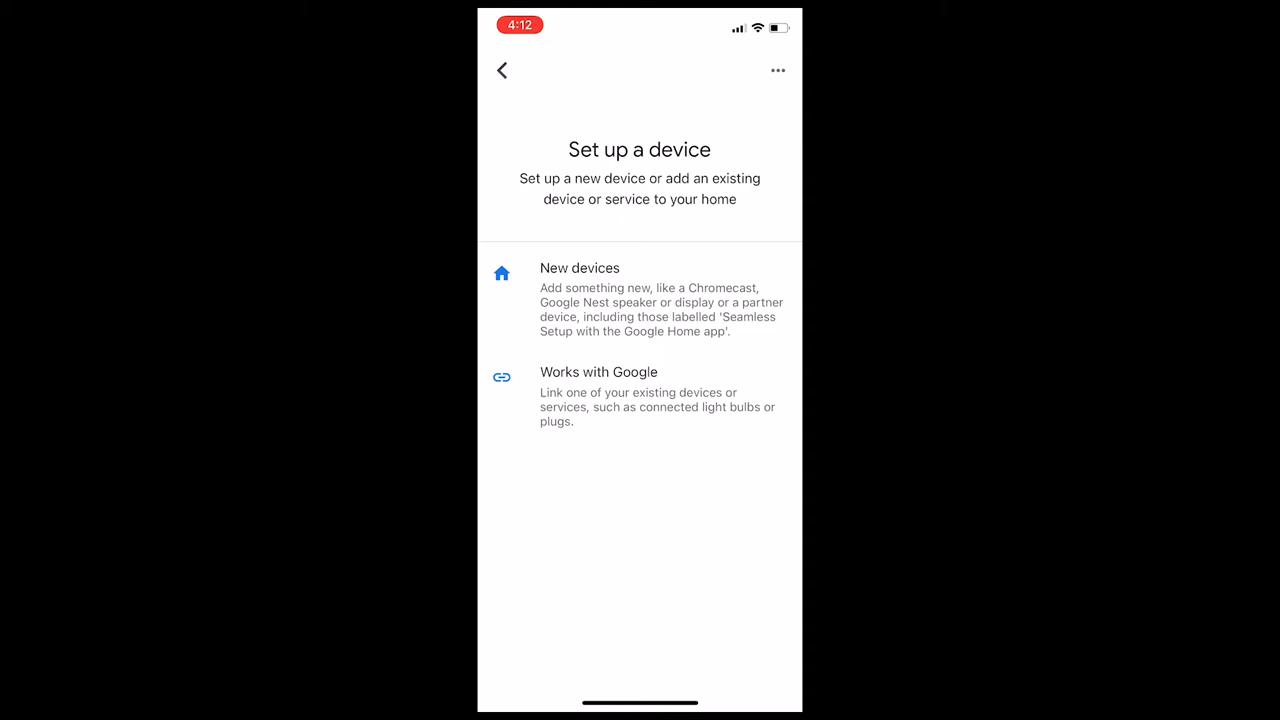 4:12
Set up a device
Set up a new device or add an existing
device or service to your home
New devices
Add something new, like a Chromecast,
Google Nest speaker or display or a partner
device, including those labelled 'Seamless
Setup with the Google Home app'.
Works with Google
Link one of your existing devices or
services, such as connected light bulbs or
plugs.